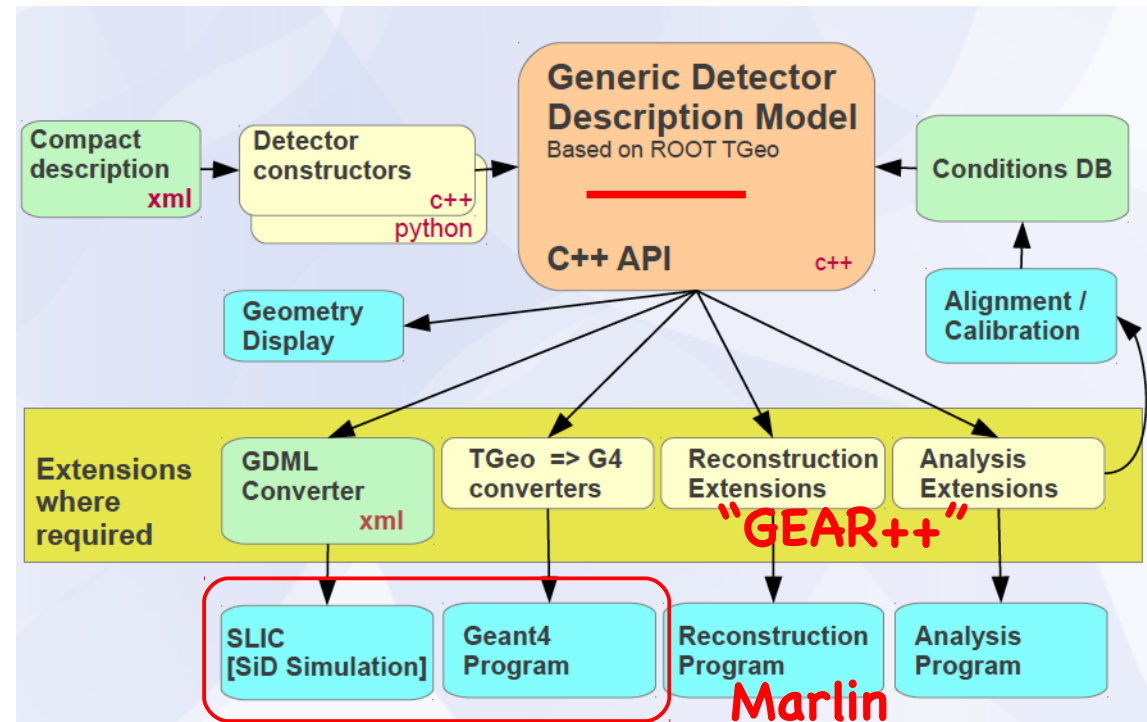 Generic Detector
Description Model
Based on ROOT TGeo
C++ API
c++
Compact
description
xml
Detector
constructors
c++
python
Conditions DB
Geometry
Display
Alignment /
Calibration
Extensions
where
required
GDML
Converter
xml
TGeo => G4
converters
Reconstruction
Extensions
“GEAR++”
Analysis
Extensions
SLIC
[SiD Simulation]
Geant4
Program
Reconstruction
Program
Marlin
Analysis
Program